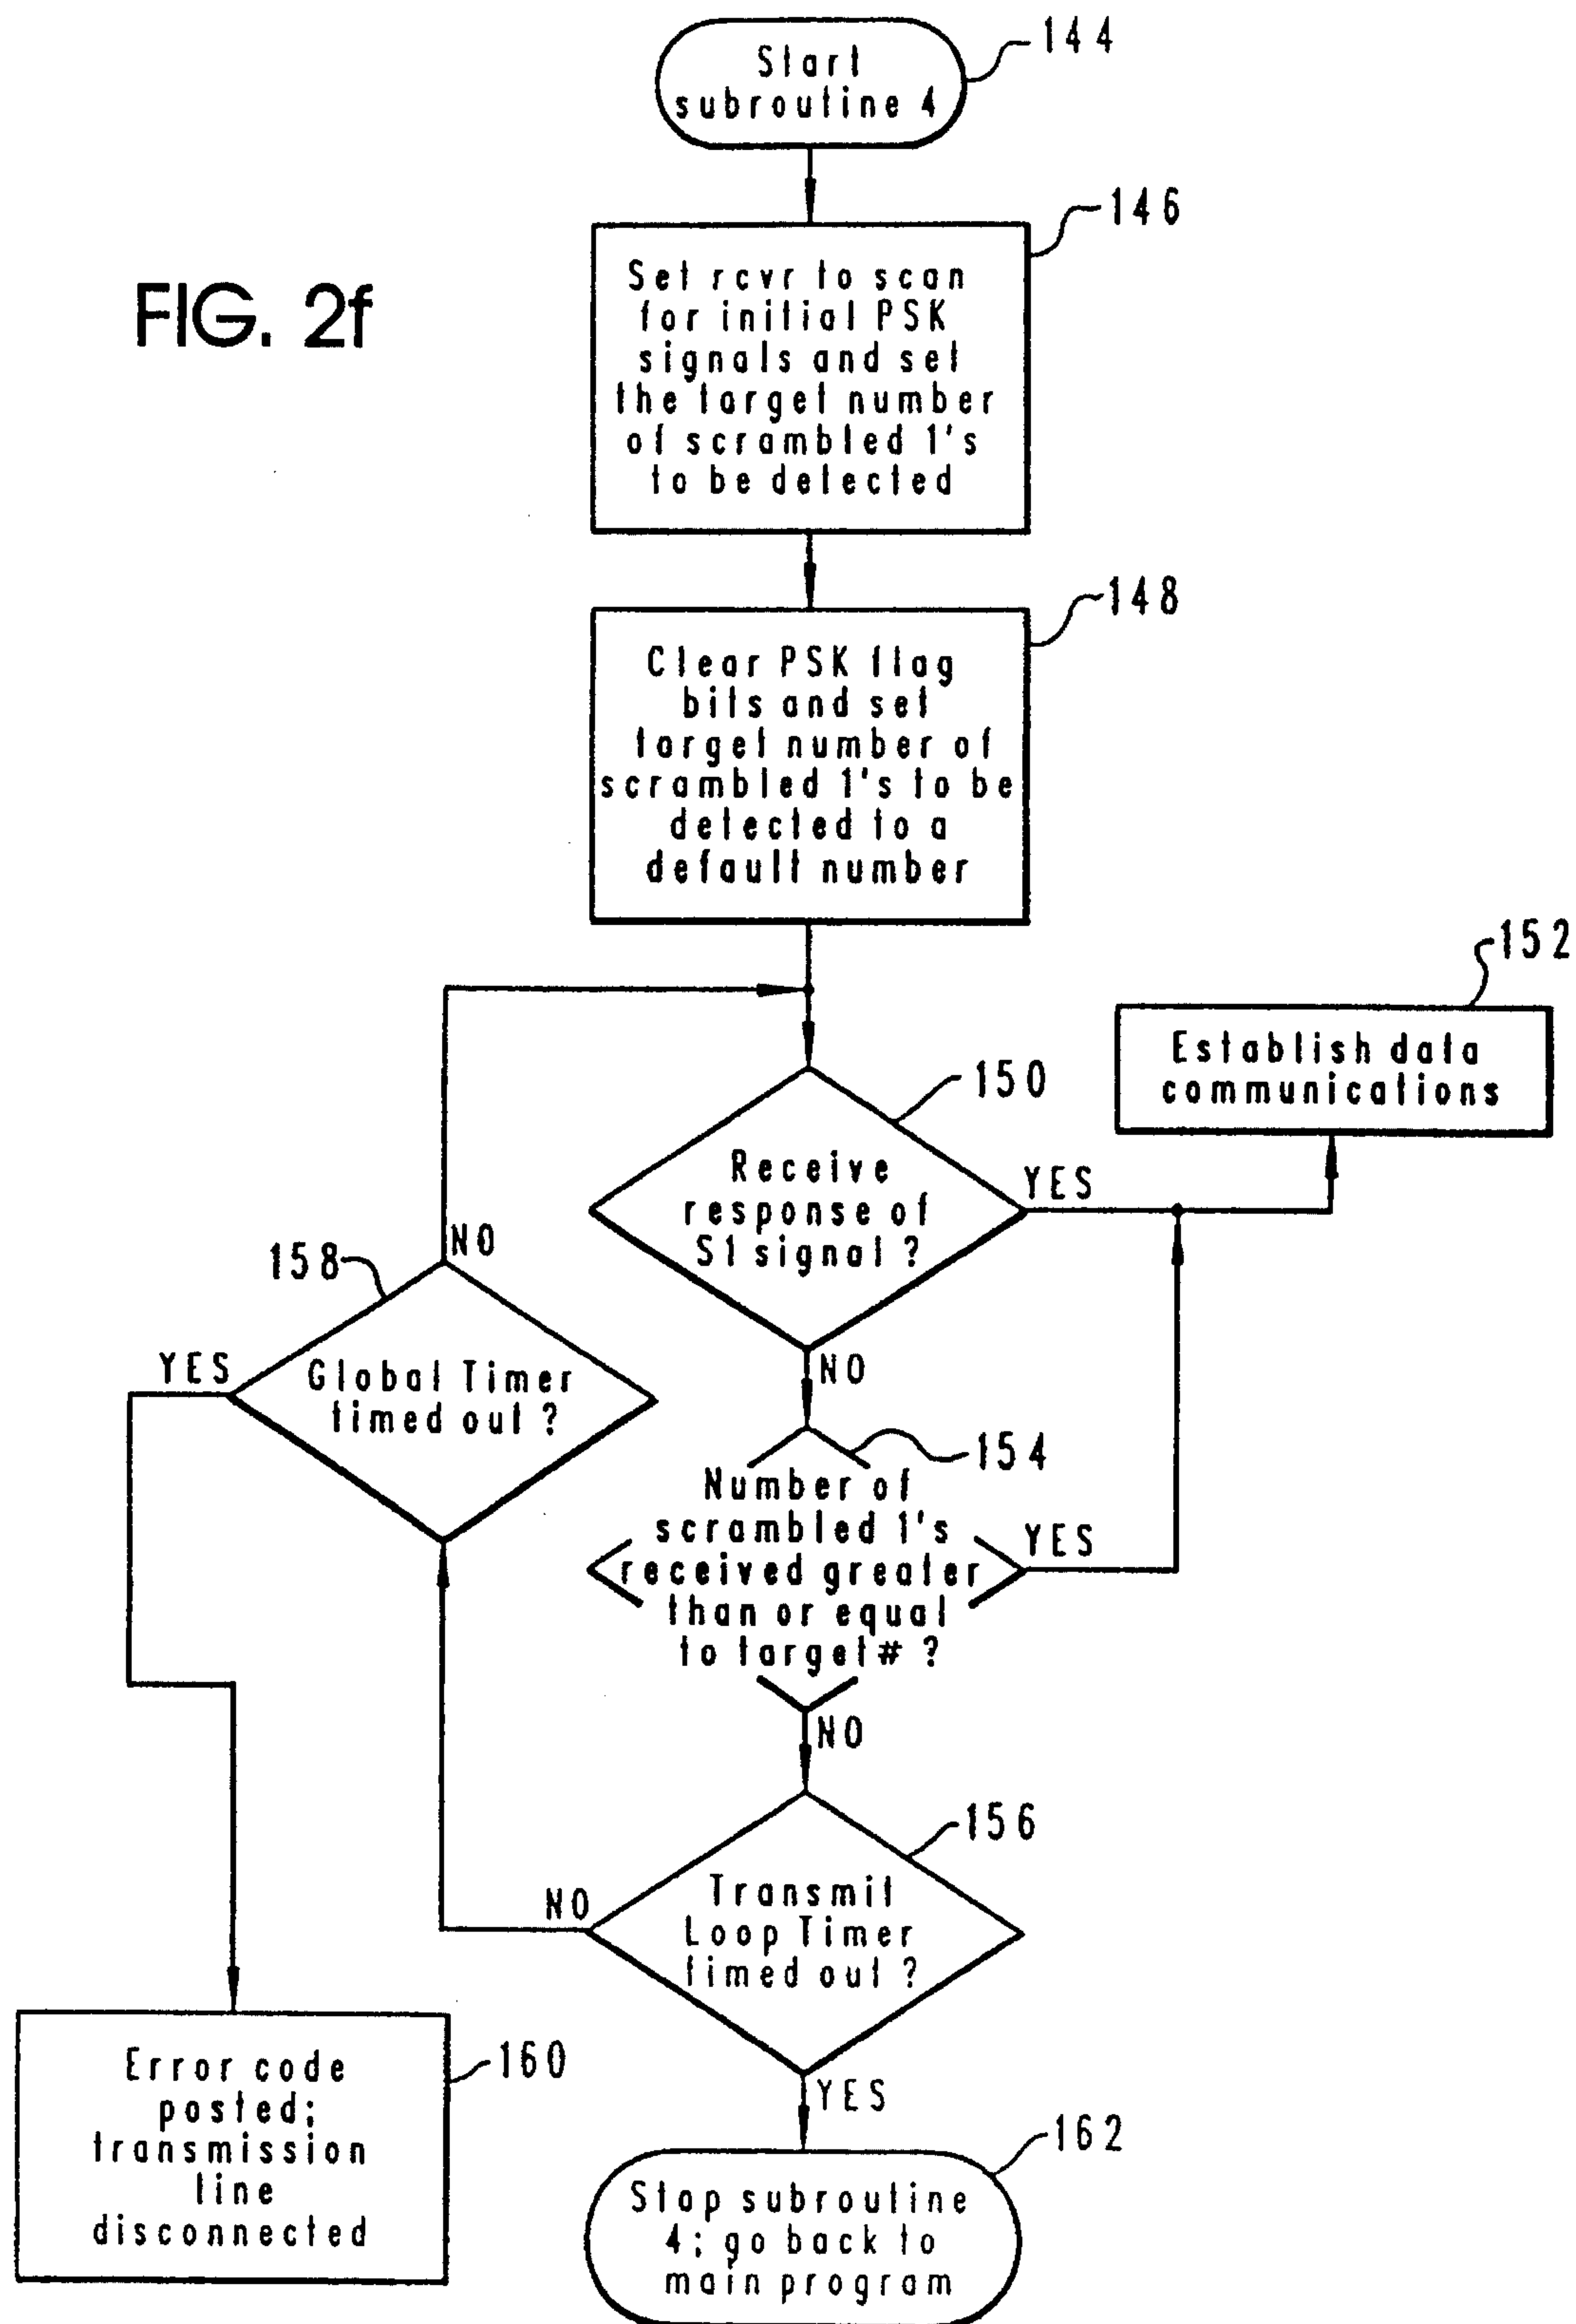 Start
subroutine 4
144
146
Set rcvr to scan
for initial PSK
signals and set
the target number
of scrambled 1's
to be detected
FIG. 2f
148
Clear PSK flag
bits and set
target number of
scrambled 1's to be
detected to a
default number
152
Establish data
communications
150
Receive
response of
S1 signal ?
YES
NO
158
NO
YES
Global Timer
timed out ?
154
Number of
scrambled 1's
received greater
than or equal
to target # ?
YES
NO
156
Transmit
Loop Timer
timed out ?
NO
YES
160
Error code
posted;
transmission
line
disconnected
162
Stop subroutine
4; go back to
main program